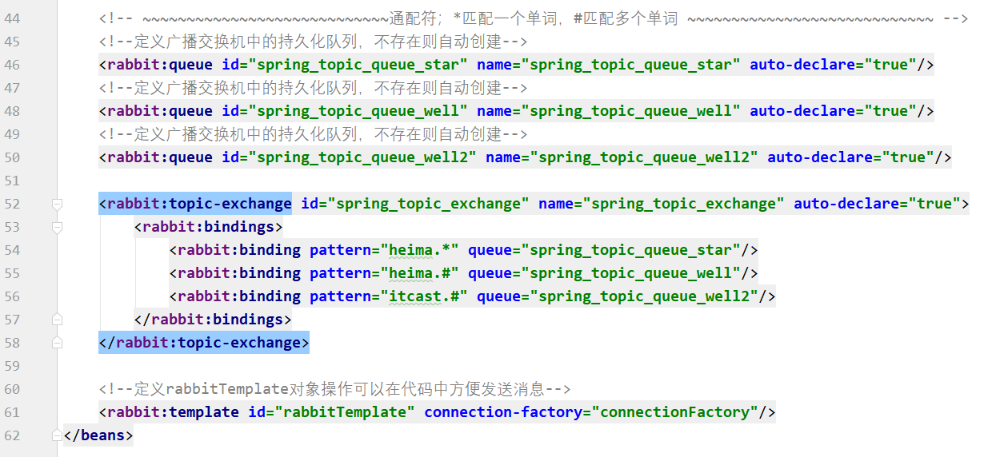 44 <!-- ~~~~~~~~~~~~~~~~~~~~~~~~~~~~通配符；*匹配一个单词，#匹配多个单词 ~~~~~~~~~~~~~~~~~~~~~~~~~~~~ -->
45 <!--定义广播交换机中的持久化队列，不存在则自动创建-->
46 <rabbit:queue id="spring_topic_queue_star" name="spring_topic_queue_star" auto-declare="true"/>
47 <!--定义广播交换机中的持久化队列，不存在则自动创建-->
48 <rabbit:queue id="spring_topic_queue_well" name="spring_topic_queue_well" auto-declare="true"/>
49 <!--定义广播交换机中的持久化队列，不存在则自动创建-->
50 <rabbit:queue id="spring_topic_queue_well2" name="spring_topic_queue_well2" auto-declare="true"/>
51
52 <rabbit:topic-exchange id="spring_topic_exchange" name="spring_topic_exchange" auto-declare="true">
53 <rabbit:bindings>
54 <rabbit:binding pattern="heima.*" queue="spring_topic_queue_star"/>
55 <rabbit:binding pattern="heima.#" queue="spring_topic_queue_well"/>
56 <rabbit:binding pattern="itcast.#" queue="spring_topic_queue_well2"/>
57 </rabbit:bindings>
58 </rabbit:topic-exchange>
59
60 <!--定义rabbitTemplate对象操作可以在代码中方便发送消息-->
61 <rabbit:template id="rabbitTemplate" connection-factory="connectionFactory"/>
62 </beans>